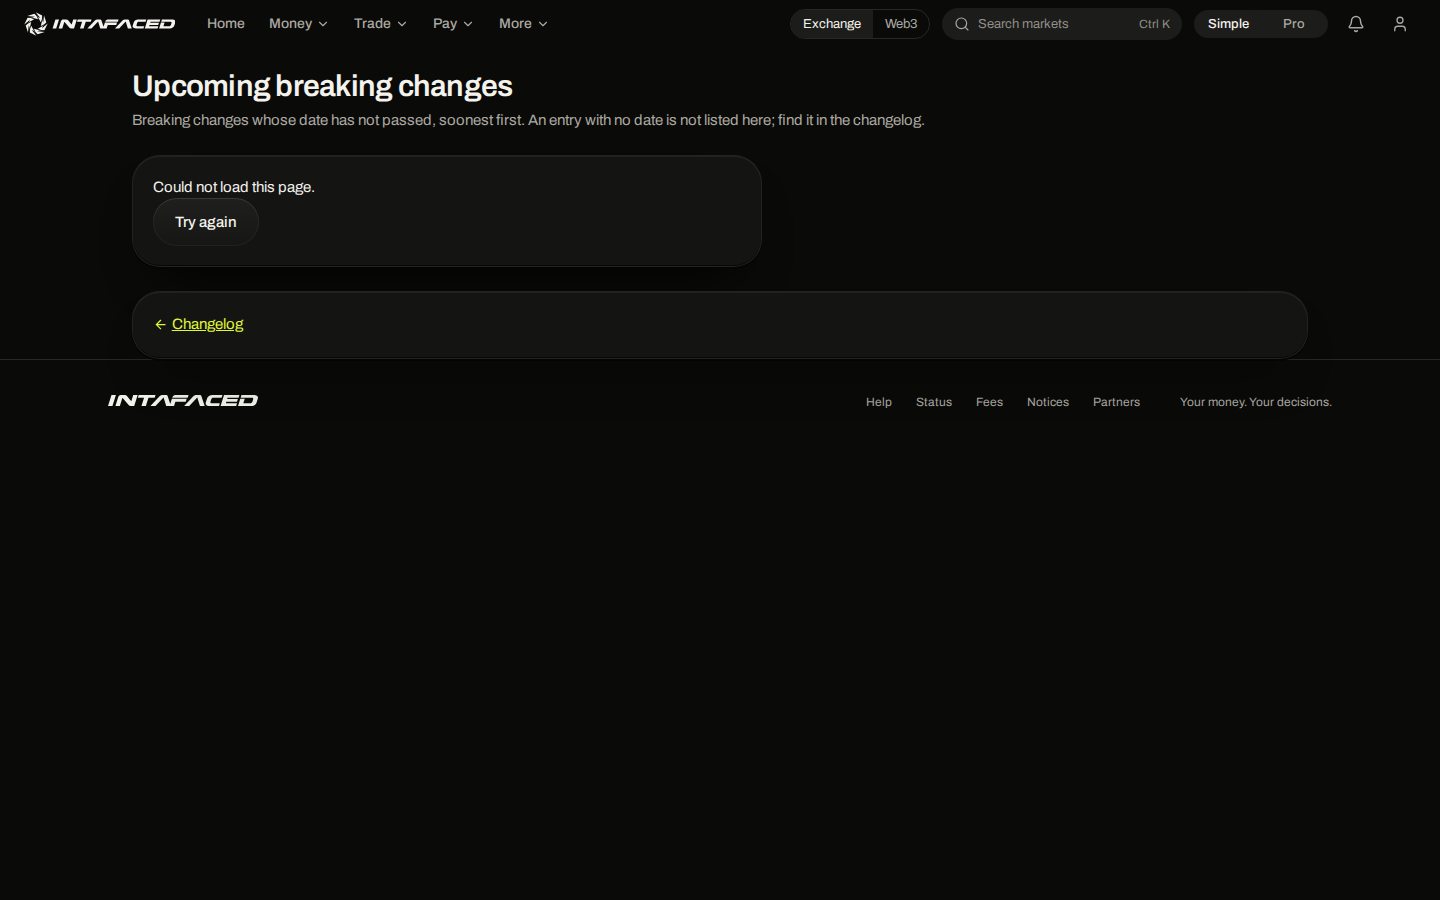 INTAFACED Home Money Trade Pay More Exchange Web3 Search markets Ctrl K Simple Pro
Upcoming breaking changes
Breaking changes whose date has not passed, soonest first. An entry with no date is not listed here; find it in the changelog.
Could not load this page.
Try again
← Changelog
INTAFACED Help Status Fees Notices Partners Your money. Your decisions.